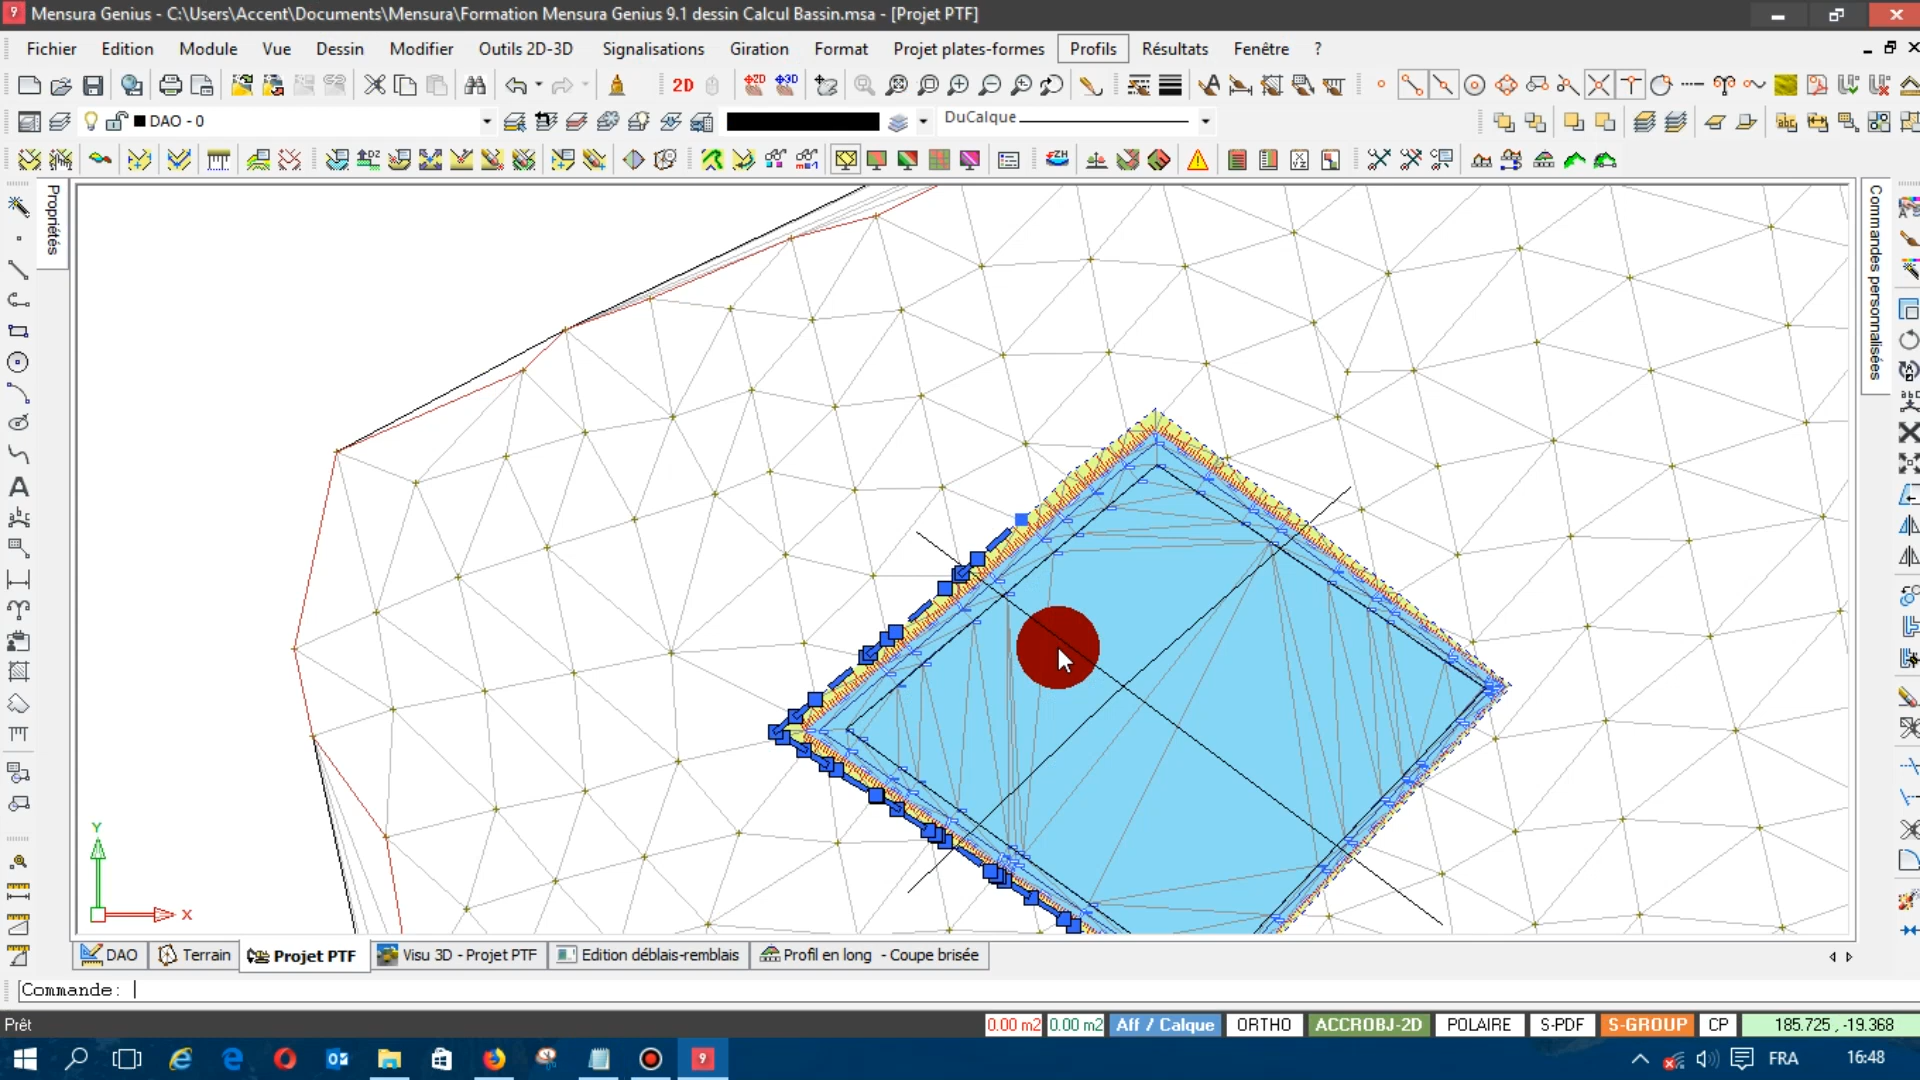 9 Mensura Genius - C:\Users\Accent\Documents\Mensura\Formation Mensura Genius 9.1 dessin Calcul Bassin.msa - [Projet PTF]
Fichier Edition Module Vue Dessin Modifier Outils 2D-3D Signalisations Giration Format Projet plates-formes Profils Résultats Fenêtre ?
2D
DAO - 0
DuCalque
Propriétés
Commandes personnalisées
Y
X
DAO Terrain Projet PTF Visu 3D - Projet PTF Edition déblais-remblais Profil en long - Coupe brisée
Commande:
Prêt 0.00 m2 0.00 m2 Aff / Calque ORTHO ACCROBJ-2D POLAIRE S-PDF S-GROUP CP 185.725 , -19.368
9 FRA 16:48